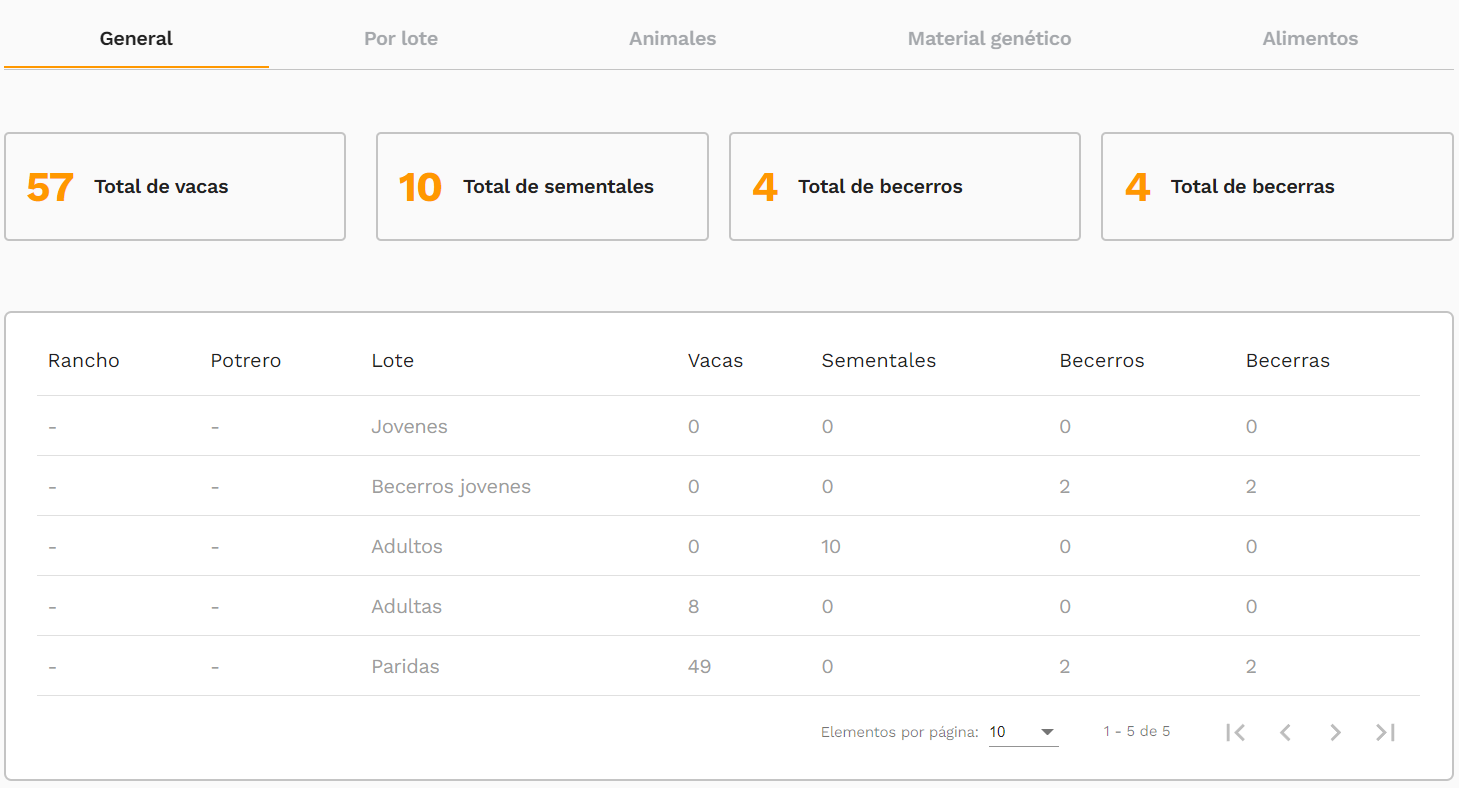 General Por lote Animales Material genético Alimentos
57 Total de vacas 10 Total de sementales 4 Total de becerros 4 Total de becerras
Rancho Potrero Lote Vacas Sementales Becerros Becerras
- - Jovenes 0 0 0 0
- - Becerros jovenes 0 0 2 2
- - Adultos 0 10 0 0
- - Adultas 8 0 0 0
- - Paridas 49 0 2 2
Elementos por página: 10 1 - 5 de 5